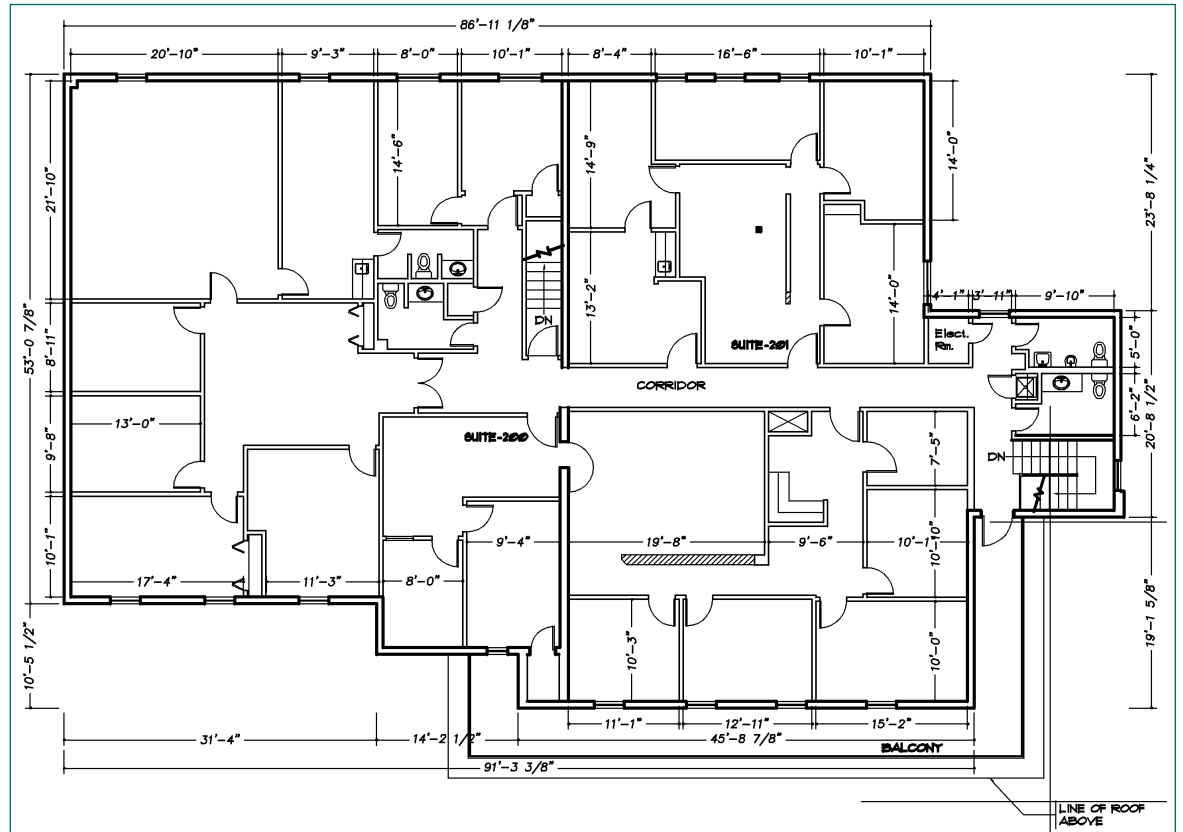 86'-11 1/8"
20'-10" 9'-3" 8'-0" 10'-1" 8'-4" 16'-6" 10'-1"
14'-6"
14'-9"
14'-0"
21'-10"
23'-8 1/4"
13'-2"
14'-0"
4'-1" 3'-11" 9'-10"
DN
53'-0 7/8"
8'-11"
SUITE-201
Elect.
Rm.
5'-0"
CORRIDOR
6'-2"
20'-8 1/2"
13'-0"
9'-8"
SUITE-200
7'-5"
DN
10'-1"
9'-4"
19'-8"
9'-6"
10'-1"
10'-10"
17'-4"
11'-3"
8'-0"
19'-1 5/8"
10'-5 1/2"
10'-3"
10'-0"
11'-1" 12'-11" 15'-2"
31'-4" 14'-2 1/2" 45'-8 7/8"
BALCONY
91'-3 3/8"
LINE OF ROOF
ABOVE